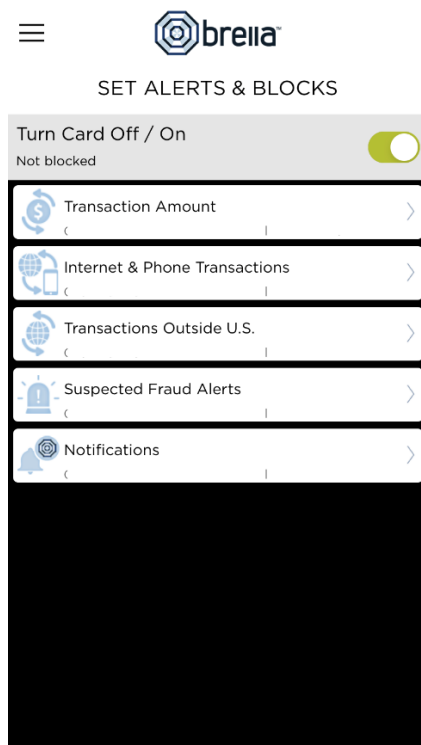 brella™
SET ALERTS & BLOCKS
Turn Card Off / On
Not blocked
Transaction Amount
Internet & Phone Transactions
Transactions Outside U.S.
Suspected Fraud Alerts
Notifications